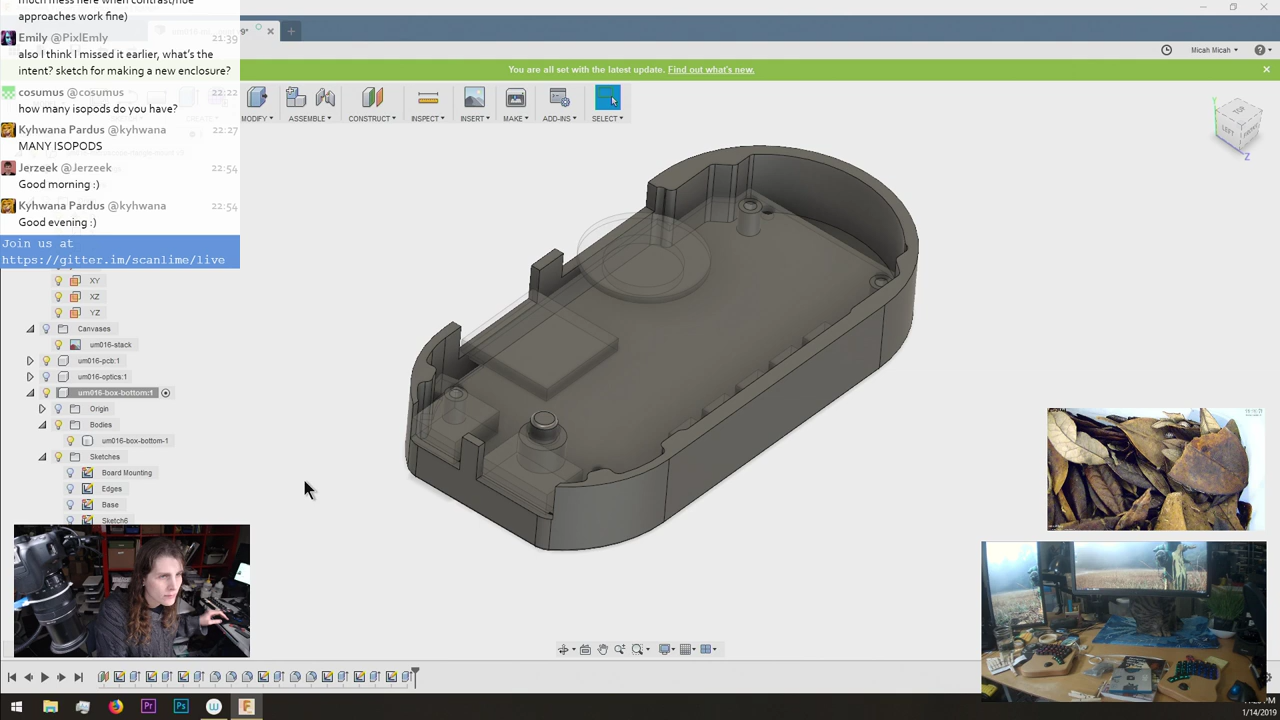 much mess here when contrast/hue
approaches work fine)
Emily @PixlEmly 21:39
also I think I missed it earlier, what's the
intent? sketch for making a new enclosure?
cosumus @cosumus 22:22
how many isopods do you have?
Kyhwana Pardus @kyhwana 22:27
MANY ISOPODS
Jerzeek @Jerzeek 22:54
Good morning :)
Kyhwana Pardus @kyhwana 22:54
Good evening :)
Join us at
https://gitter.im/scanlime/live
Micah Micah
You are all set with the latest update. Find out what's new.
MODIFY ASSEMBLE CONSTRUCT INSPECT INSERT MAKE ADD-INS SELECT
LEFT
Y
Z
XY
XZ
YZ
Canvases
um016-stack
um016-pcb:1
um016-optics:1
um016-box-bottom:1
Origin
Bodies
um016-box-bottom-1
Sketches
Board Mounting
Edges
Base
Sketch6
1/14/2019